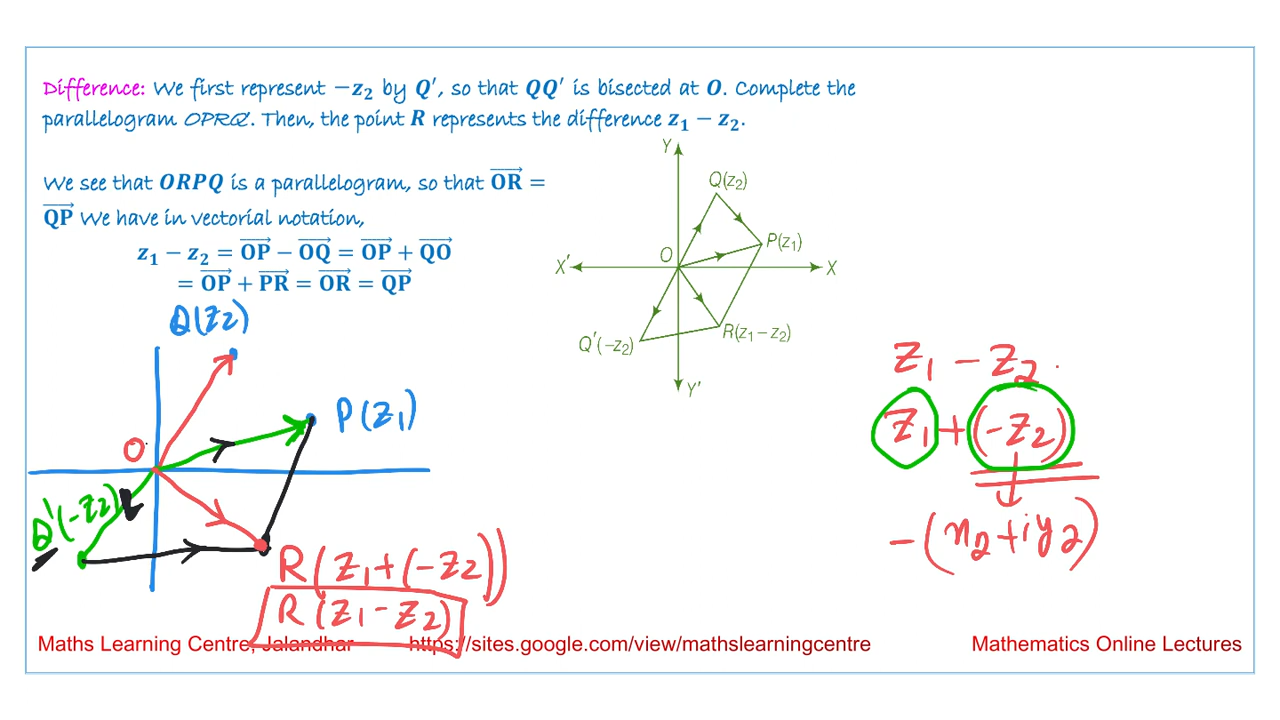 Difference: We first represent −z₂ by Q′, so that QQ′ is bisected at O. Complete the
parallelogram OPRQ′. Then, the point R represents the difference z₁ − z₂.
We see that ORPQ is a parallelogram, so that OR⃗ =
QP⃗ We have in vectorial notation,
z₁ − z₂ = OP⃗ − OQ⃗ = OP⃗ + QO⃗
= OP⃗ + PR⃗ = OR⃗ = QP⃗
Y
Q(z₂)
P(z₁)
O
X′
X
R(z₁−z₂)
Q′(−z₂)
Y′
Q(z₂)
P(z₁)
O
Q′(−z₂)
R(z₁+(−z₂))
R(z₁−z₂)
z₁ − z₂
z₁ + (−z₂)
−(x₂+iy₂)
Maths Learning Centre, Jalandhar
https://sites.google.com/view/mathslearningcentre
Mathematics Online Lectures